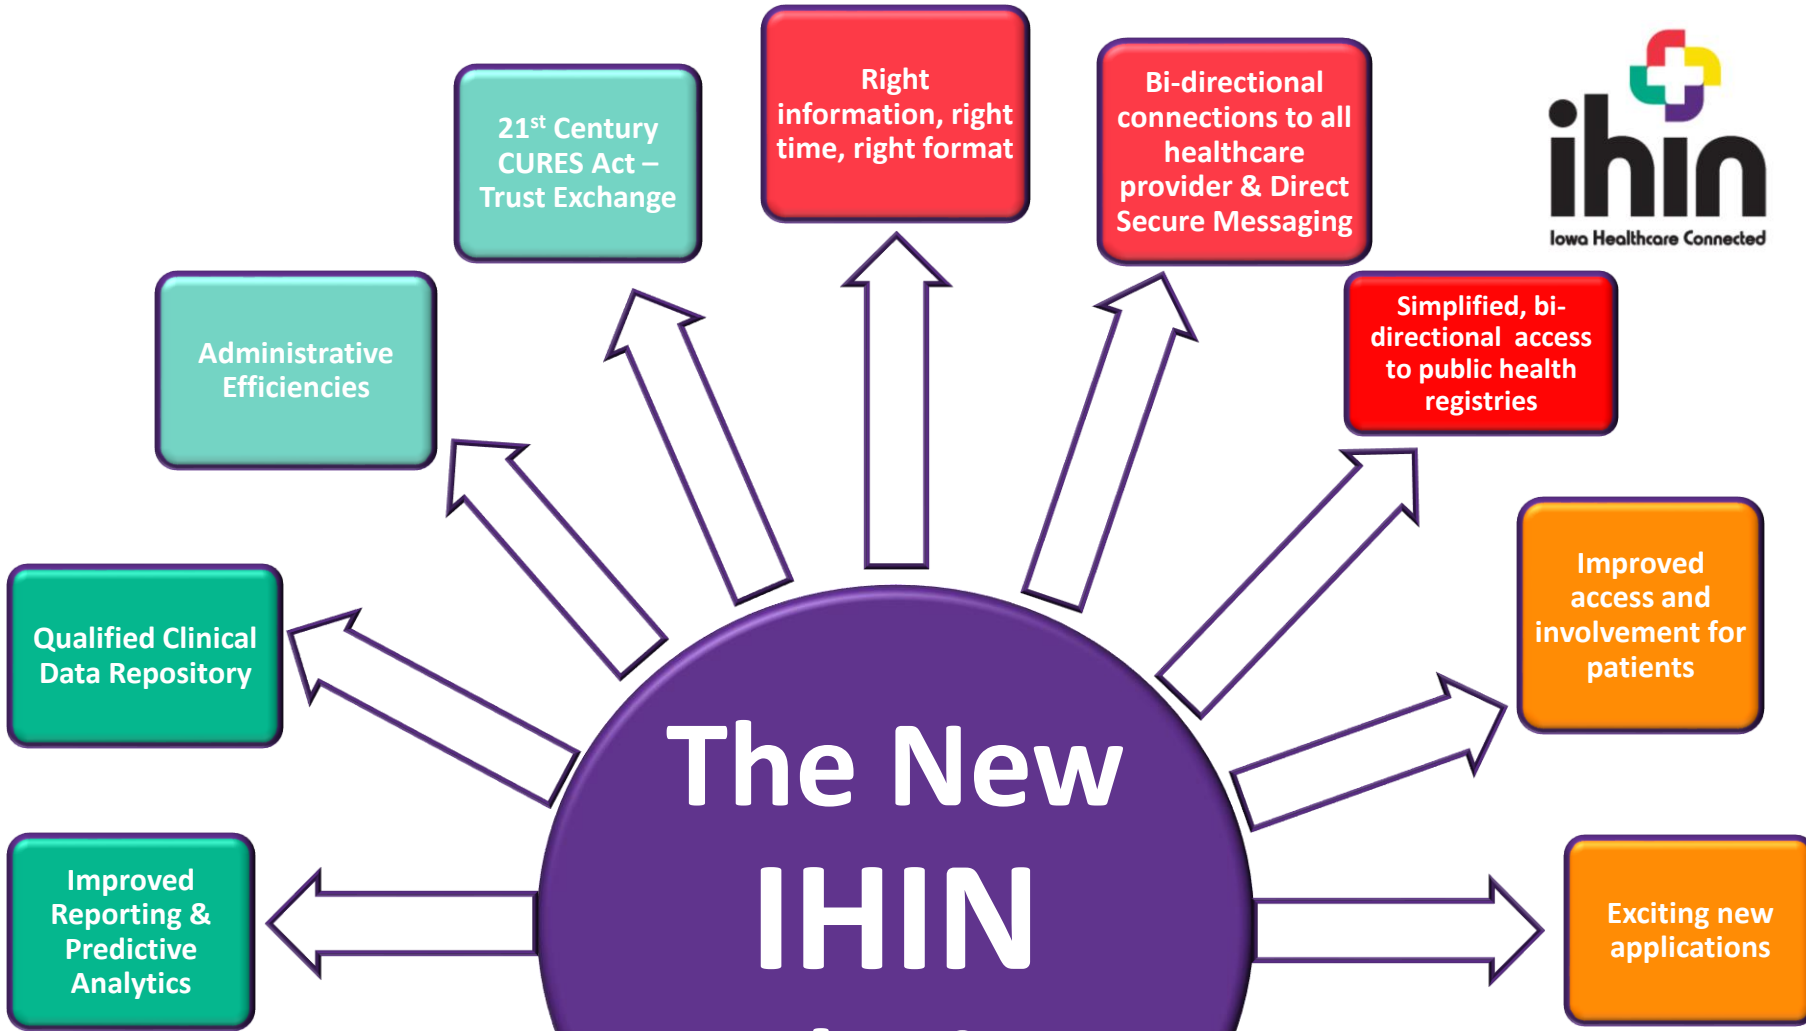 Right
information, right
time, right format
Bi-directional
connections to all
healthcare
provider & Direct
Secure Messaging
ihin
Iowa Healthcare Connected
21st Century
CURES Act –
Trust Exchange
Simplified, bi-
directional access
to public health
registries
Administrative
Efficiencies
Improved
access and
involvement for
patients
Qualified Clinical
Data Repository
The New
IHIN
Improved
Reporting &
Predictive
Analytics
Exciting new
applications